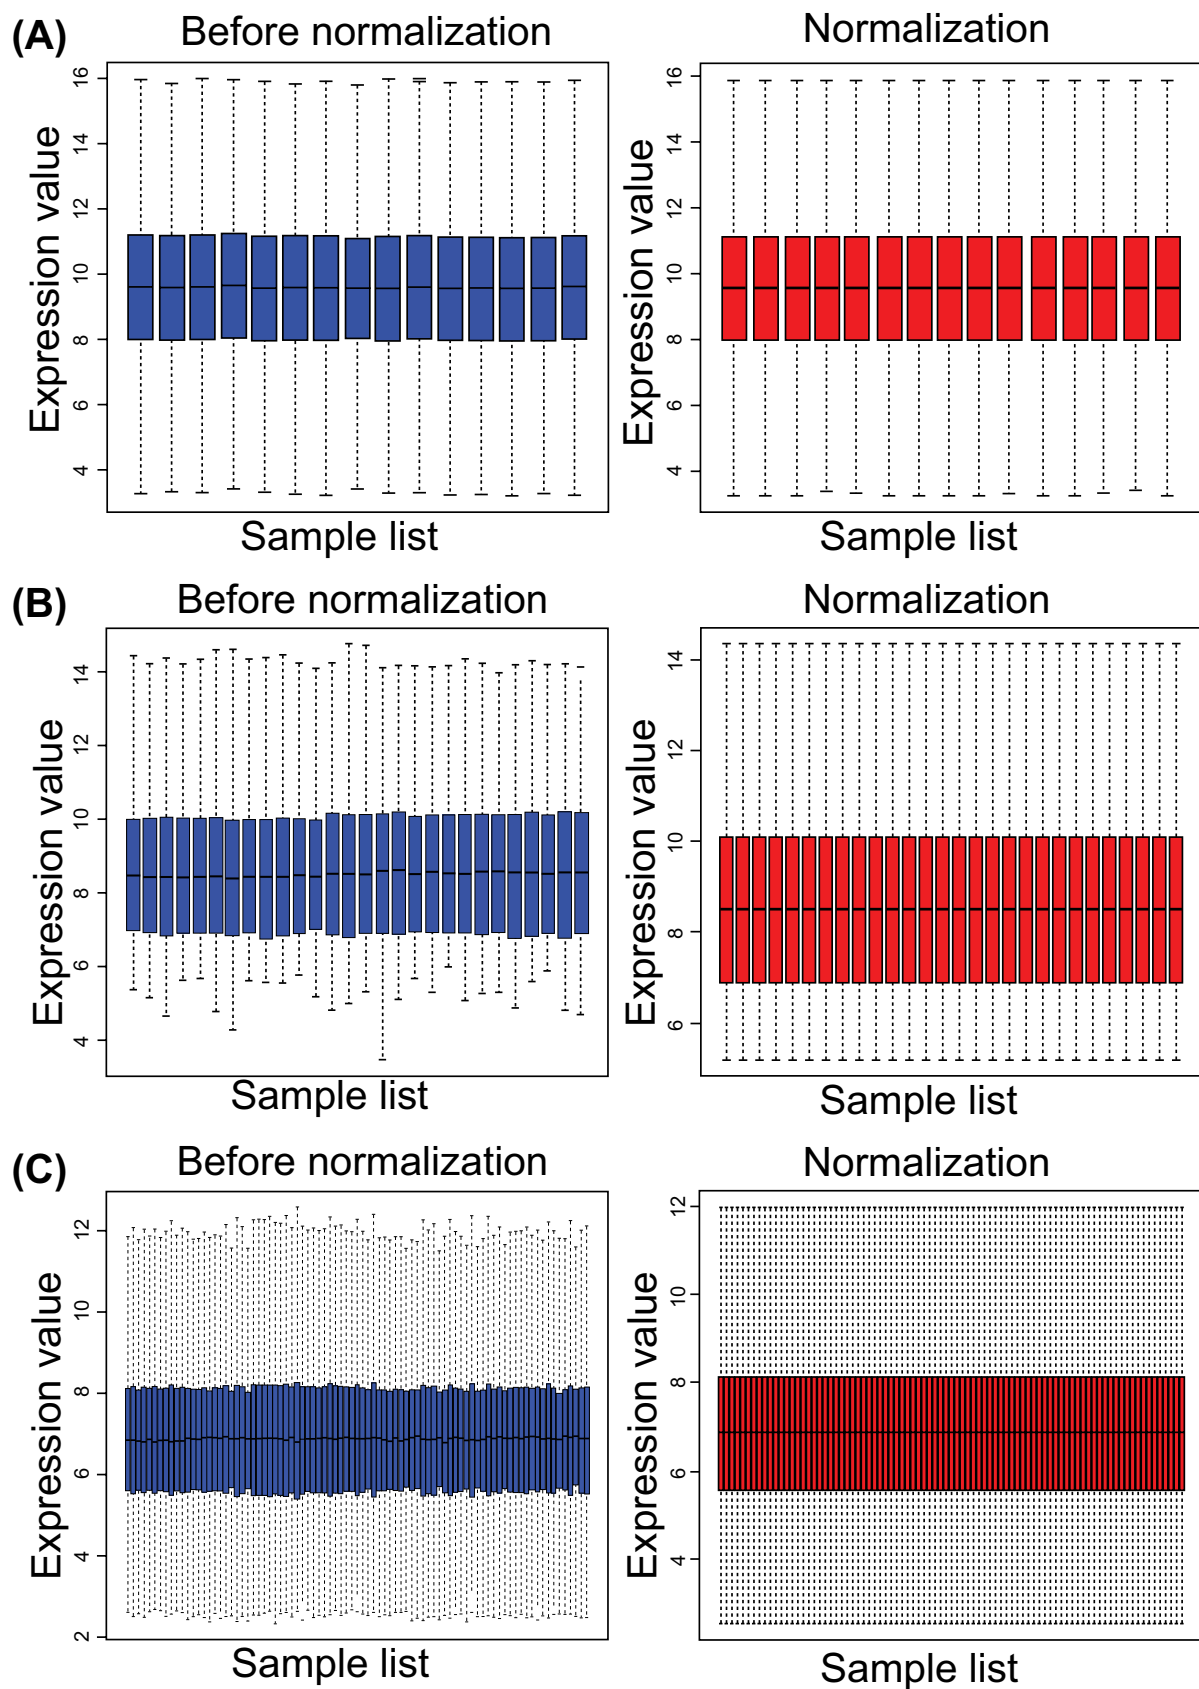 (A) Before normalization Normalization
Expression value
16
14
12
10
8
6
4
Sample list
Expression value
16
14
12
10
8
6
4
Sample list
(B) Before normalization Normalization
Expression value
14
12
10
8
6
4
Sample list
Expression value
14
12
10
8
6
Sample list
(C) Before normalization Normalization
Expression value
12
10
8
6
4
2
Sample list
Expression value
12
10
8
6
4
Sample list